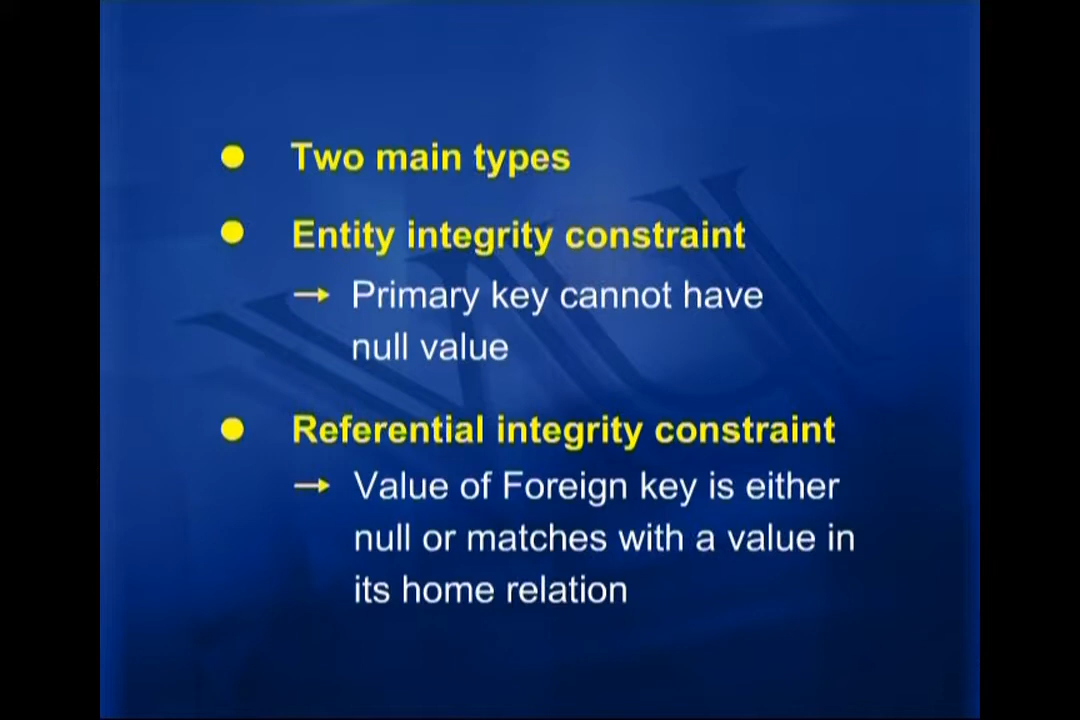 Two main types
Entity integrity constraint
→ Primary key cannot have
null value
Referential integrity constraint
→ Value of Foreign key is either
null or matches with a value in
its home relation
VU